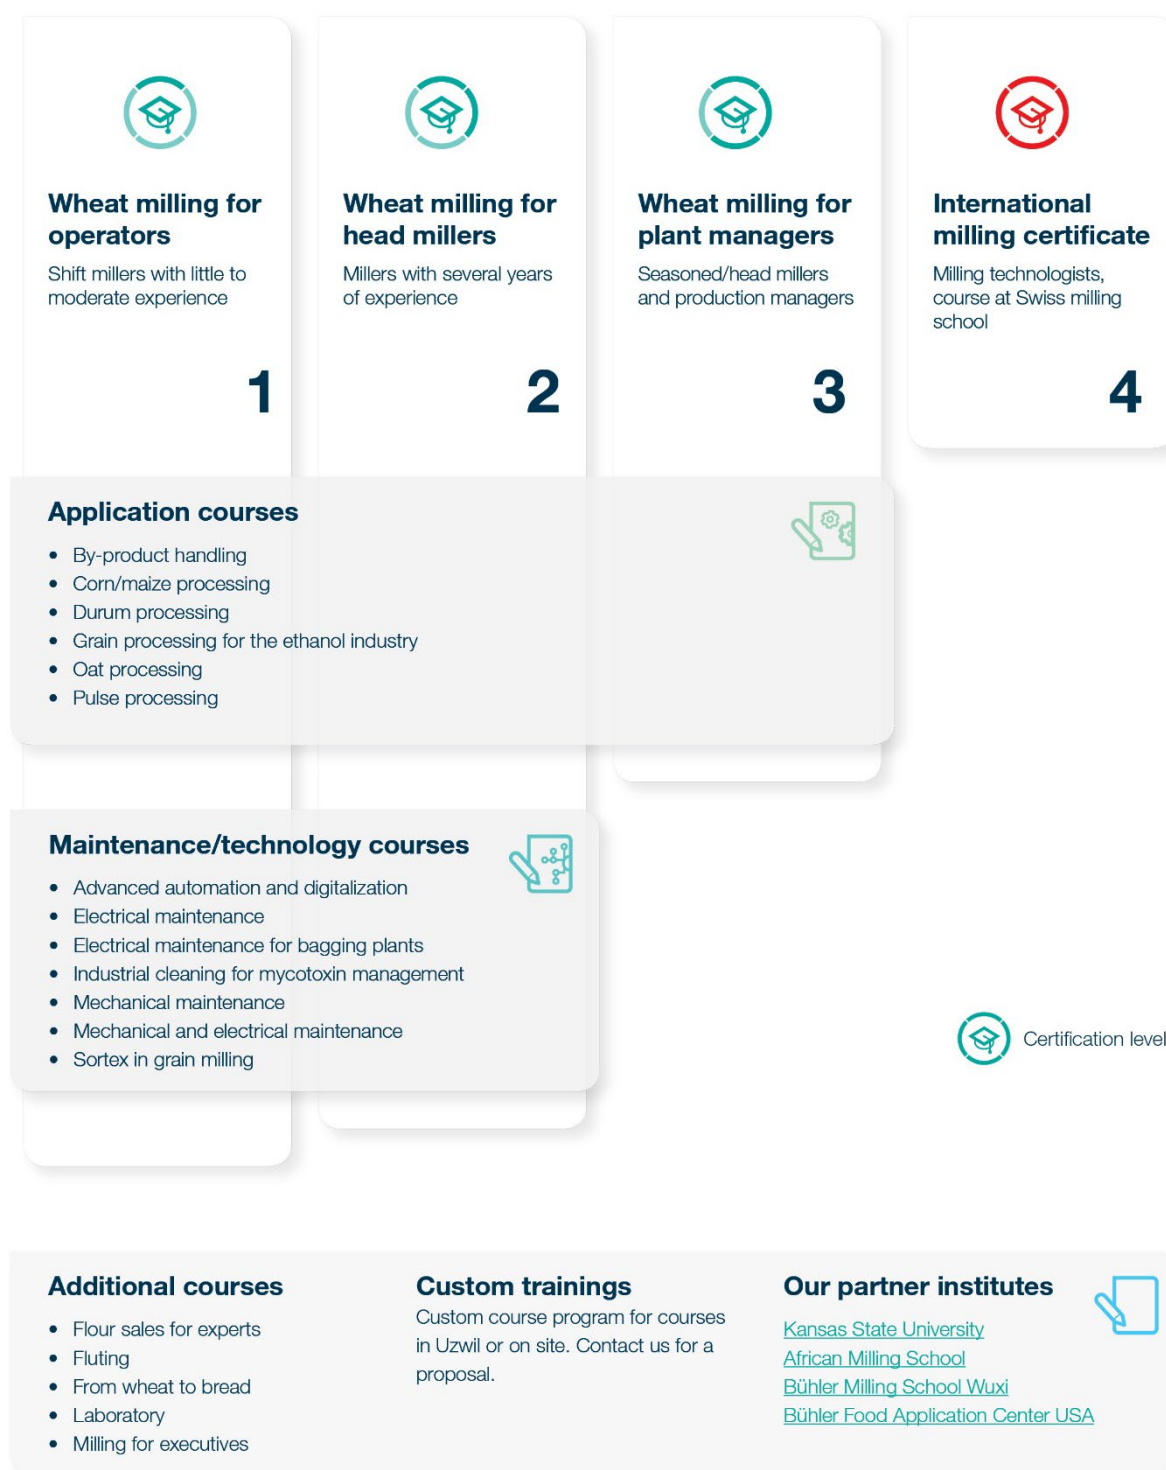 Wheat milling for
operators
Shift millers with little to
moderate experience
1
Wheat milling for
head millers
Millers with several years
of experience
2
Wheat milling for
plant managers
Seasoned/head millers
and production managers
3
International
milling certificate
Milling technologists,
course at Swiss milling
school
4
Application courses
• By-product handling
• Corn/maize processing
• Durum processing
• Grain processing for the ethanol industry
• Oat processing
• Pulse processing
Maintenance/technology courses
• Advanced automation and digitalization
• Electrical maintenance
• Electrical maintenance for bagging plants
• Industrial cleaning for mycotoxin management
• Mechanical maintenance
• Mechanical and electrical maintenance
• Sortex in grain milling
Certification level
Additional courses
• Flour sales for experts
• Fluting
• From wheat to bread
• Laboratory
• Milling for executives
Custom trainings
Custom course program for courses
in Uzwil or on site. Contact us for a
proposal.
Our partner institutes
Kansas State University
African Milling School
Bühler Milling School Wuxi
Bühler Food Application Center USA